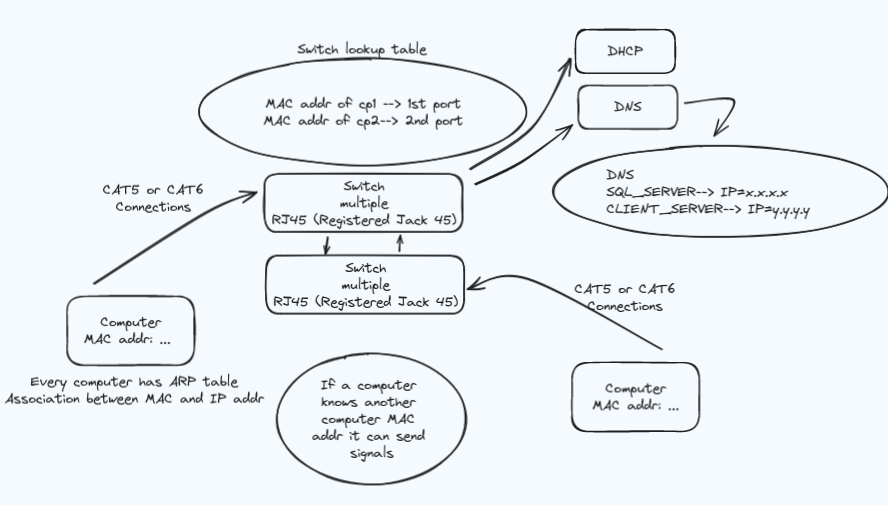 Switch lookup table
MAC addr of cp1 --> 1st port
MAC addr of cp2--> 2nd port
DHCP
DNS
DNS
SQL_SERVER--> IP=x.x.x.x
CLIENT_SERVER--> IP=y.y.y.y
CAT5 or CAT6
Connections
Switch
multiple
RJ45 (Registered Jack 45)
Switch
multiple
RJ45 (Registered Jack 45)
CAT5 or CAT6
Connections
Computer
MAC addr: ...
Every computer has ARP table
Association between MAC and IP addr
If a computer
knows another
computer MAC
addr it can send
signals
Computer
MAC addr: ...